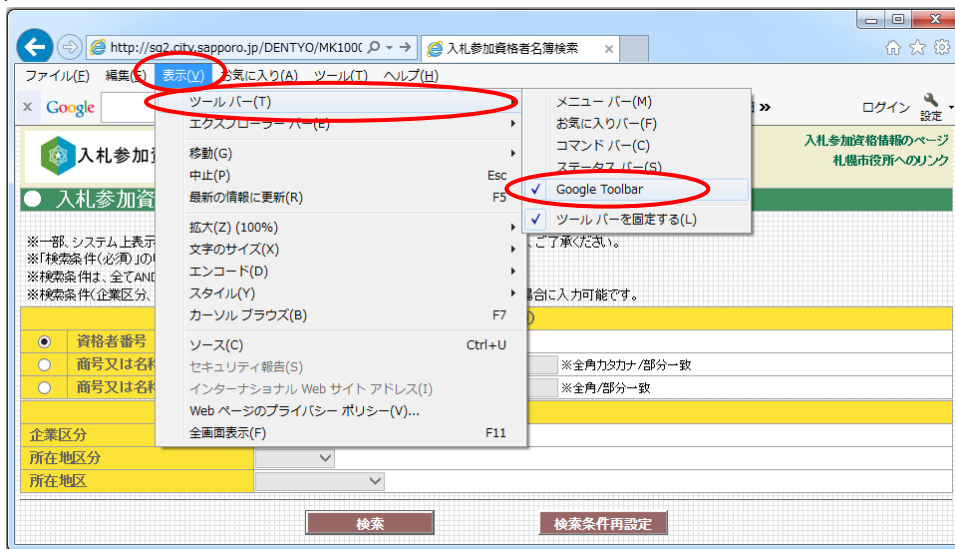 http://sq2.city.sapporo.jp/DENTYO/MK100(
入札参加資格者名簿検索
ファイル(F) 編集(E) 表示(V) お気に入り(A) ツール(T) ヘルプ(H)
Google
ログイン
設定
ツール バー(T)
エクスプローラー バー(E)
移動(G)
中止(P) Esc
最新の情報に更新(R) F5
拡大(Z) (100%)
文字のサイズ(X)
エンコード(D)
スタイル(Y)
カーソル ブラウズ(B) F7
ソース(C) Ctrl+U
セキュリティ報告(S)
インターナショナル Web サイト アドレス(I)
Web ページのプライバシー ポリシー(V)...
全画面表示(F) F11
メニュー バー(M)
お気に入りバー(F)
コマンド バー(C)
ステータス バー(S)
Google Toolbar
ツール バーを固定する(L)
入札参加
入札参加資格情報のページ
札幌市役所へのリンク
入札参加資
※一部、システム上表示
ご了承ください。
※「検索条件(必須)」の
※検索条件は、全てAND
※検索条件(企業区分、
場合に入力可能です。
資格者番号
商号又は名称
※全角カタカナ/部分一致
商号又は名称
※全角/部分一致
企業区分
所在地区分
所在地区
検索 検索条件再設定